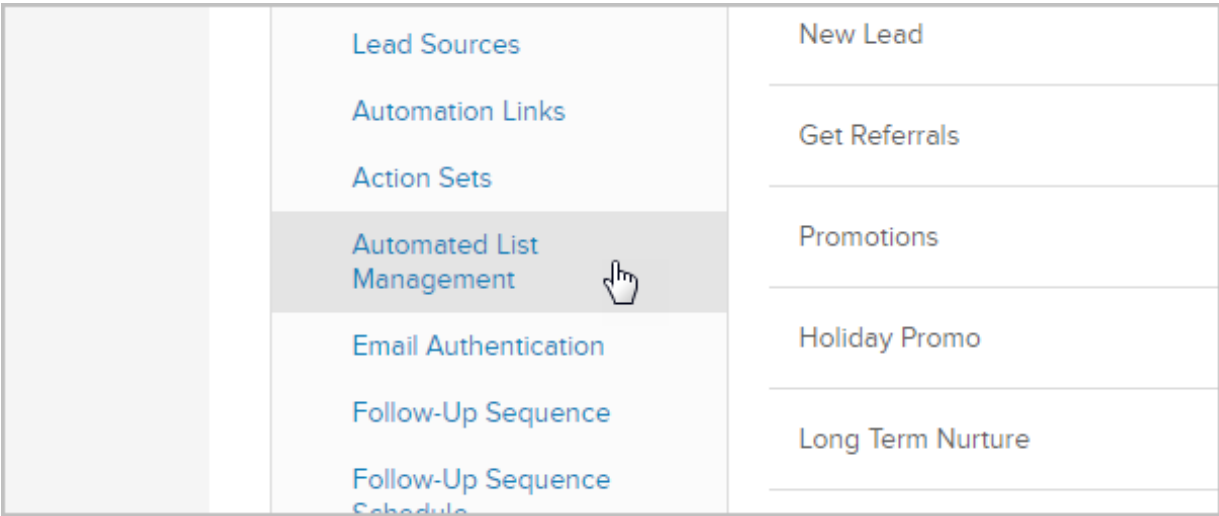 Lead Sources
Automation Links
Action Sets
Automated List
Management
Email Authentication
Follow-Up Sequence
Follow-Up Sequence
Schedule
New Lead
Get Referrals
Promotions
Holiday Promo
Long Term Nurture